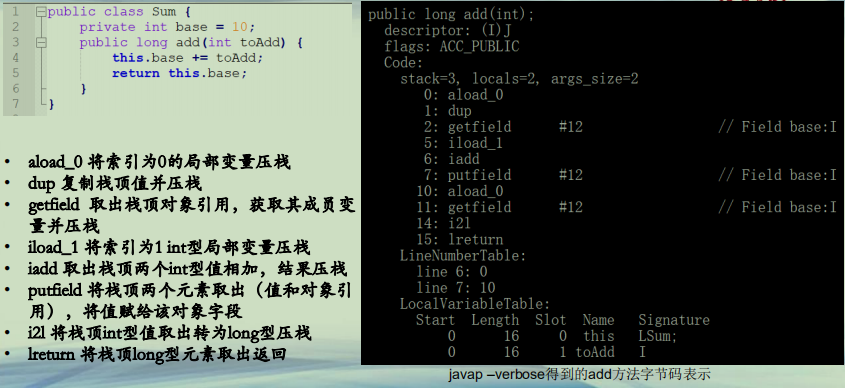 1 public class Sum {
2 private int base = 10;
3 public long add(int toAdd) {
4 this.base += toAdd;
5 return this.base;
6 }
7 }
• aload_0 将索引为0的局部变量压栈
• dup 复制栈顶值并压栈
• getfield 取出栈顶对象引用，获取其成员变
量并压栈
• iload_1 将索引为1 int型局部变量压栈
• iadd 取出栈顶两个int型值相加，结果压栈
• putfield 将栈顶两个元素取出（值和对象引
用），将值赋给该对象字段
• i2l 将栈顶int型值取出转为long型压栈
• lreturn 将栈顶long型元素取出返回
public long add(int);
descriptor: (I)J
flags: ACC_PUBLIC
Code:
stack=3, locals=2, args_size=2
0: aload_0
1: dup
2: getfield #12 // Field base:I
5: iload_1
6: iadd
7: putfield #12 // Field base:I
10: aload_0
11: getfield #12 // Field base:I
14: i2l
15: lreturn
LineNumberTable:
line 6: 0
line 7: 10
LocalVariableTable:
Start Length Slot Name Signature
0 16 0 this LSum;
0 16 1 toAdd I
javap –verbose得到的add方法字节码表示